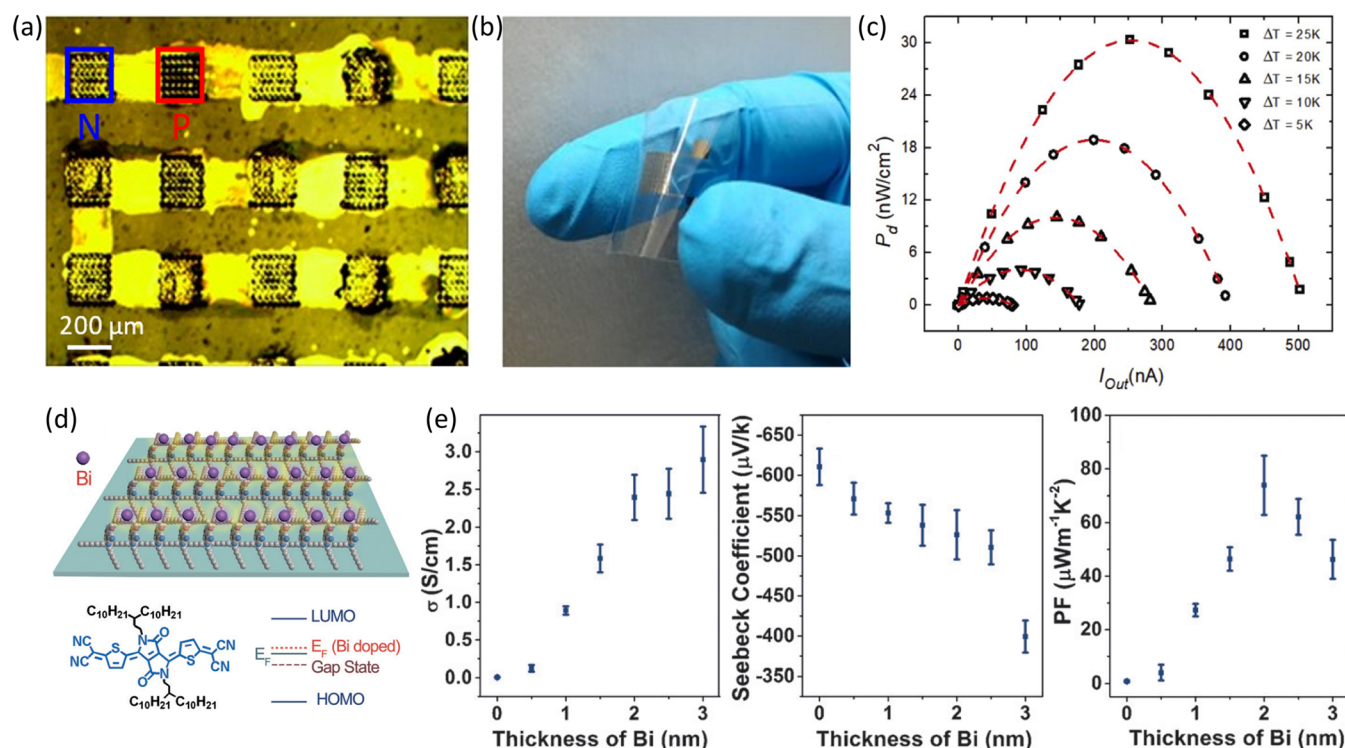 (a)
N
P
200 μm
(b)
(c)
30
24
18
12
6
0
P_d (nW/cm²)
ΔT = 25K
ΔT = 20K
ΔT = 15K
ΔT = 10K
ΔT = 5K
0 100 200 300 400 500
I_Out(nA)
(d)
Bi
C₁₀H₂₁ C₁₀H₂₁
NC
NC
S
N
O
O
N
S
CN
CN
C₁₀H₂₁ C₁₀H₂₁
LUMO
E_F
E_F (Bi doped)
Gap State
HOMO
(e)
σ (S/cm)
3.0
2.5
2.0
1.5
1.0
0.5
0.0
0 1 2 3
Thickness of Bi (nm)
Seebeck Coefficient (μV/k)
-650
-600
-550
-500
-450
-400
-350
0 1 2 3
Thickness of Bi (nm)
PF (μWm⁻¹K⁻²)
100
80
60
40
20
0
0 1 2 3
Thickness of Bi (nm)